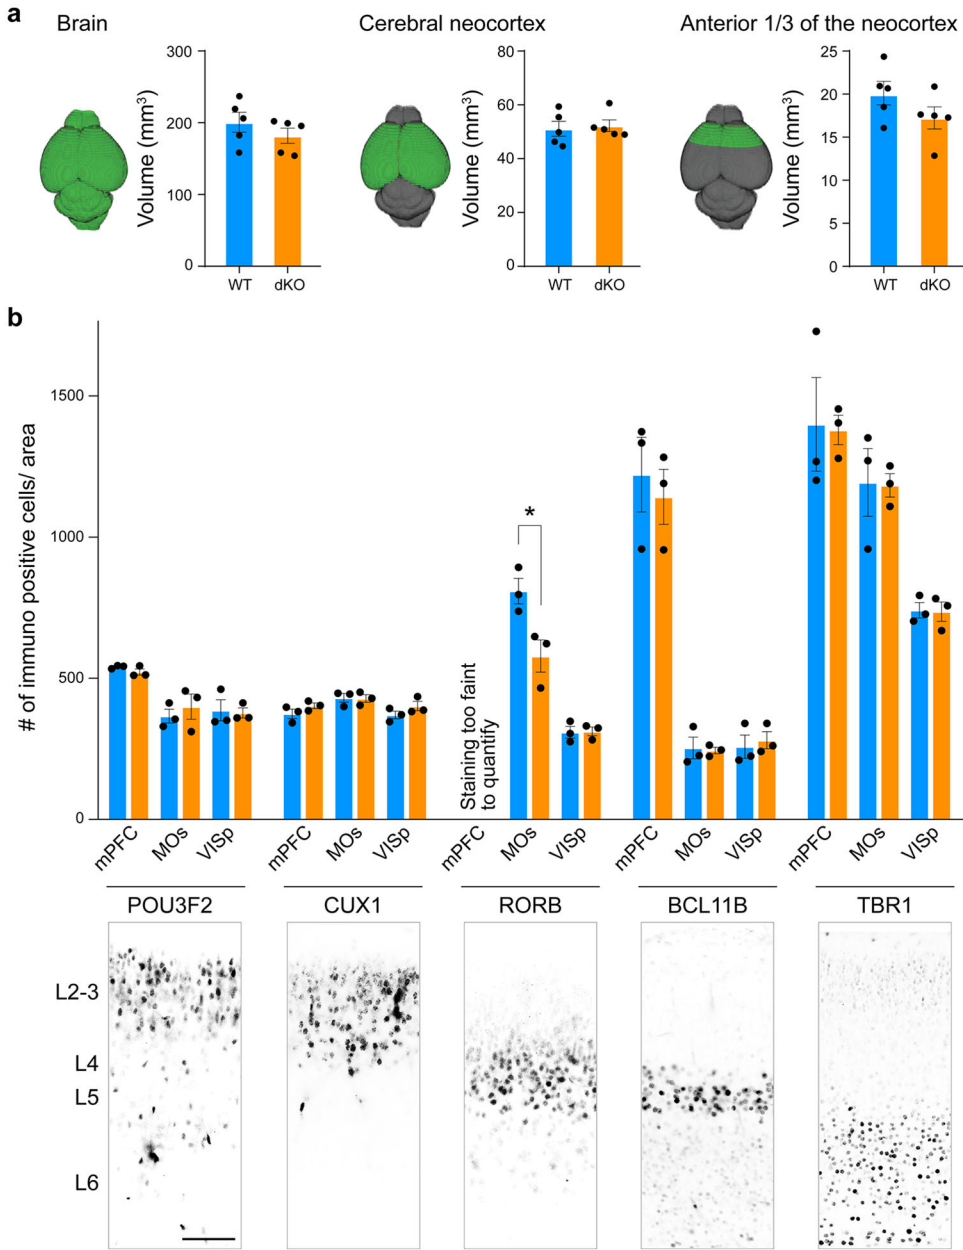 a
Brain
Cerebral neocortex
Anterior 1/3 of the neocortex
Volume (mm³)
300
200
100
0
WT
dKO
Volume (mm³)
80
60
40
20
0
WT
dKO
Volume (mm³)
25
20
15
10
5
0
WT
dKO
b
# of immuno positive cells/ area
1500
1000
500
0
*
Staining too faint
to quantify
mPFC
MOs
VISp
mPFC
MOs
VISp
mPFC
MOs
VISp
mPFC
MOs
VISp
mPFC
MOs
VISp
POU3F2
CUX1
RORB
BCL11B
TBR1
L2-3
L4
L5
L6